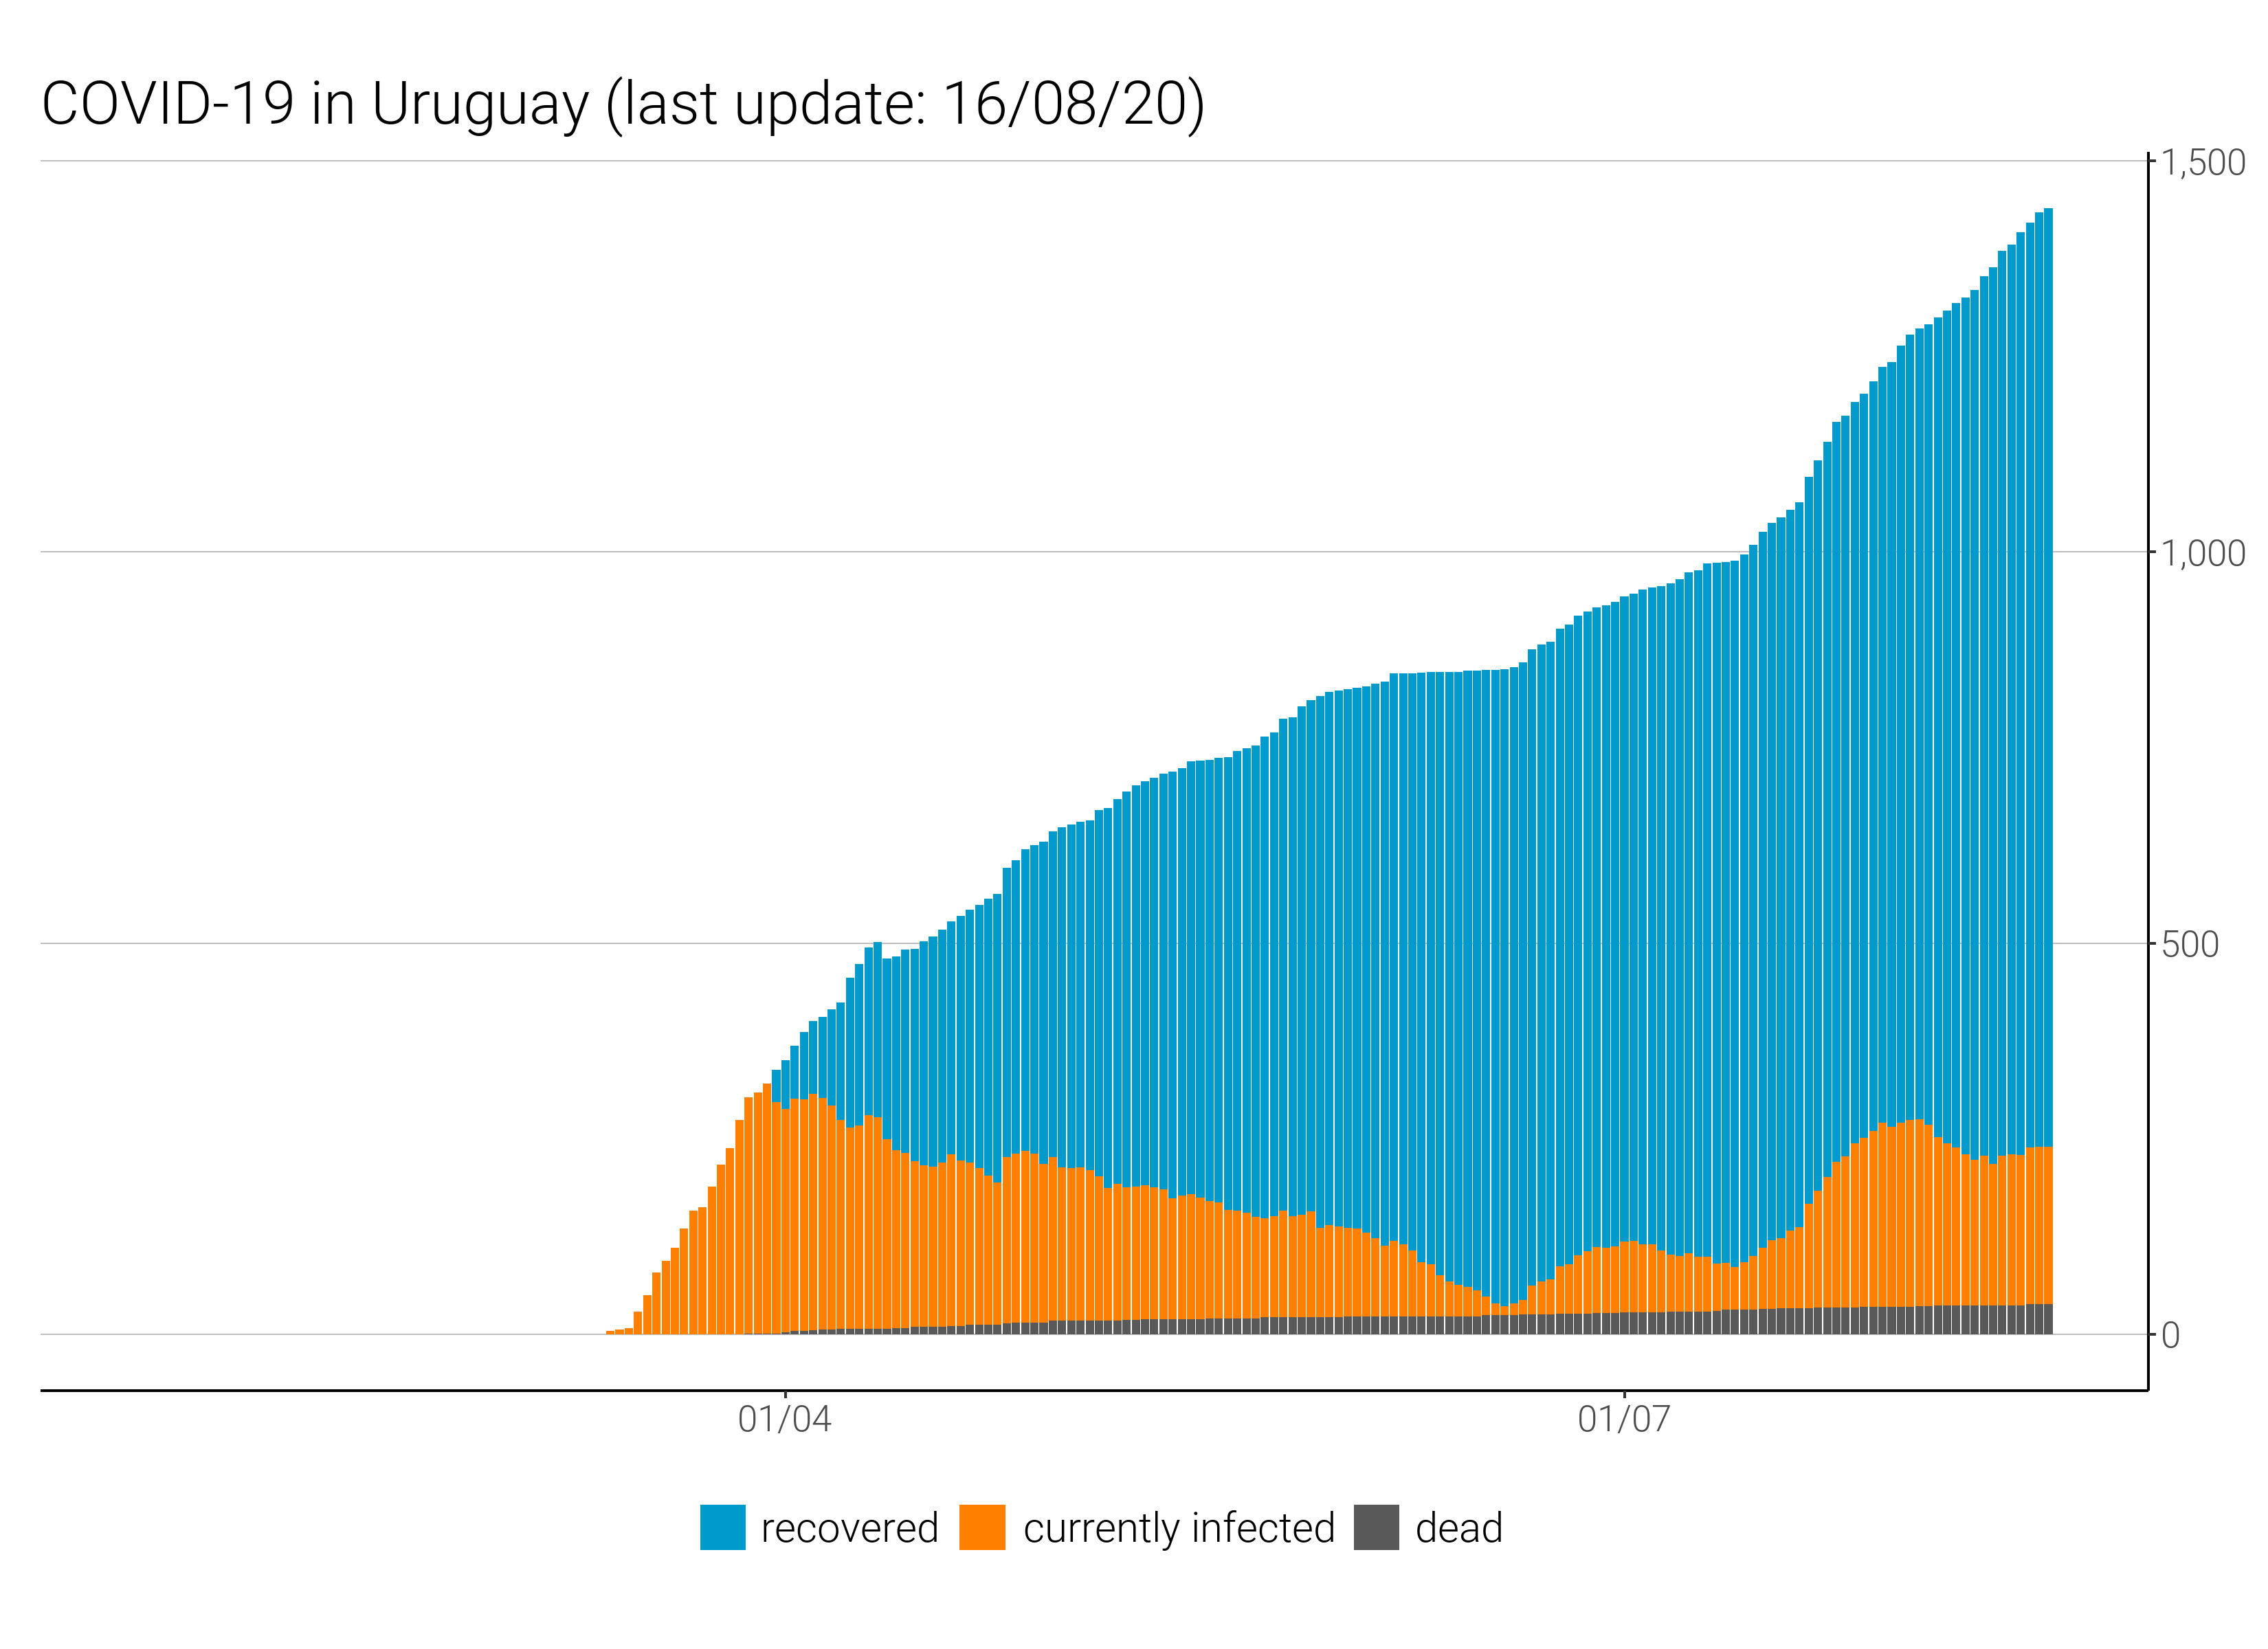 COVID-19 in Uruguay (last update: 16/08/20)
1,500
1,000
500
0
01/04 01/07
recovered currently infected dead